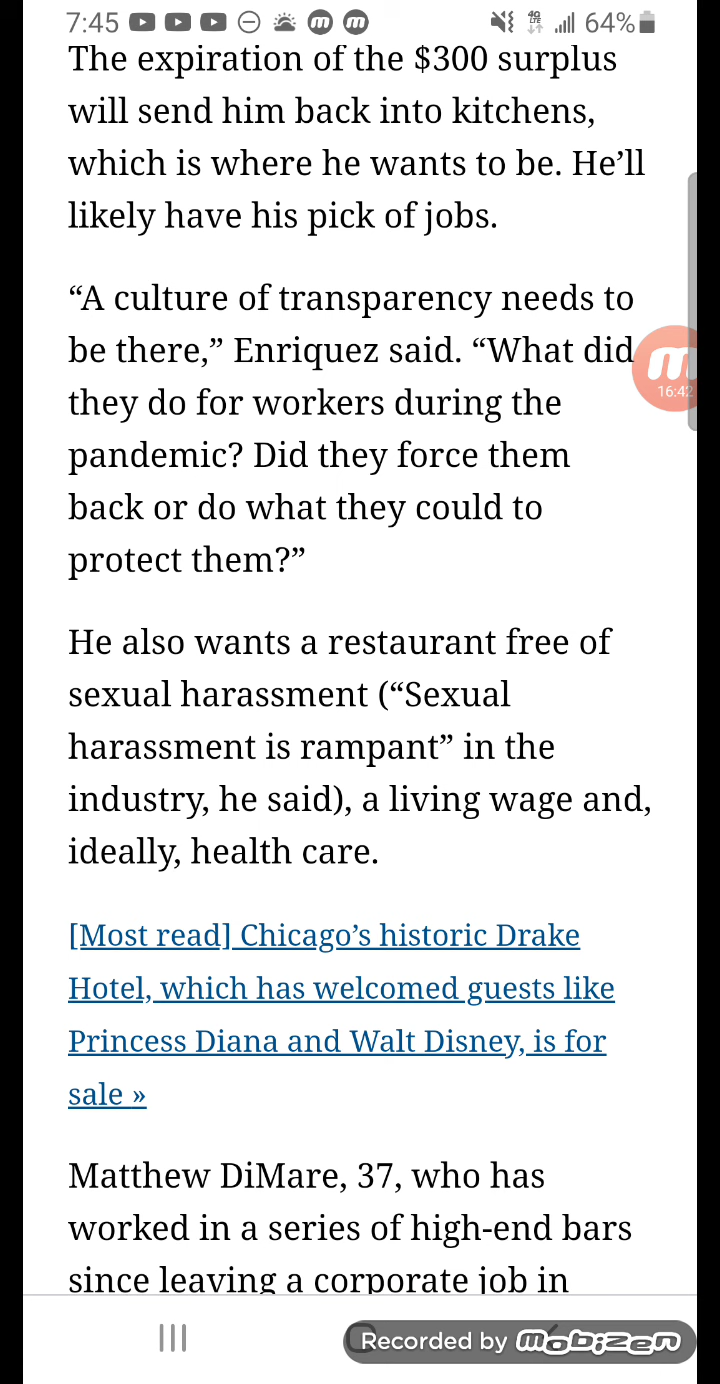 7:45 64%
The expiration of the $300 surplus
will send him back into kitchens,
which is where he wants to be. He’ll
likely have his pick of jobs.
“A culture of transparency needs to
be there,” Enriquez said. “What did
they do for workers during the
pandemic? Did they force them
back or do what they could to
protect them?”
16:42
He also wants a restaurant free of
sexual harassment (“Sexual
harassment is rampant” in the
industry, he said), a living wage and,
ideally, health care.
[Most read] Chicago’s historic Drake
Hotel, which has welcomed guests like
Princess Diana and Walt Disney, is for
sale »
Matthew DiMare, 37, who has
worked in a series of high-end bars
since leaving a corporate job in
Recorded by mobizen